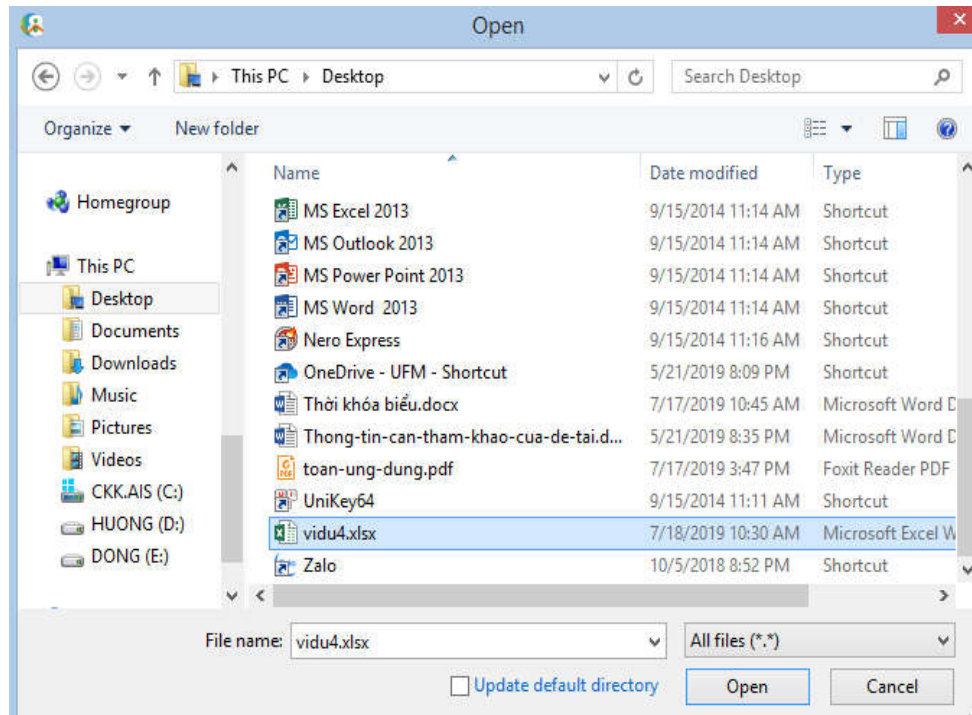 Open
This PC Desktop Search Desktop
Organize New folder
Name Date modified Type
Homegroup
This PC
Desktop
Documents
Downloads
Music
Pictures
Videos
CKK.AIS (C:)
HUONG (D:)
DONG (E:)
MS Excel 2013 9/15/2014 11:14 AM Shortcut
MS Outlook 2013 9/15/2014 11:14 AM Shortcut
MS Power Point 2013 9/15/2014 11:14 AM Shortcut
MS Word 2013 9/15/2014 11:14 AM Shortcut
Nero Express 9/15/2014 11:16 AM Shortcut
OneDrive - UFM - Shortcut 5/21/2019 8:09 PM Shortcut
Thời khóa biểu.docx 7/17/2019 10:45 AM Microsoft Word D
Thong-tin-can-tham-khao-cua-de-tai.d... 5/21/2019 8:35 PM Microsoft Word D
toan-ung-dung.pdf 7/17/2019 3:47 PM Foxit Reader PDF
UniKey64 9/15/2014 11:11 AM Shortcut
vidu4.xlsx 7/18/2019 10:30 AM Microsoft Excel W
Zalo 10/5/2018 8:52 PM Shortcut
File name: vidu4.xlsx All files (*.*)
Update default directory Open Cancel